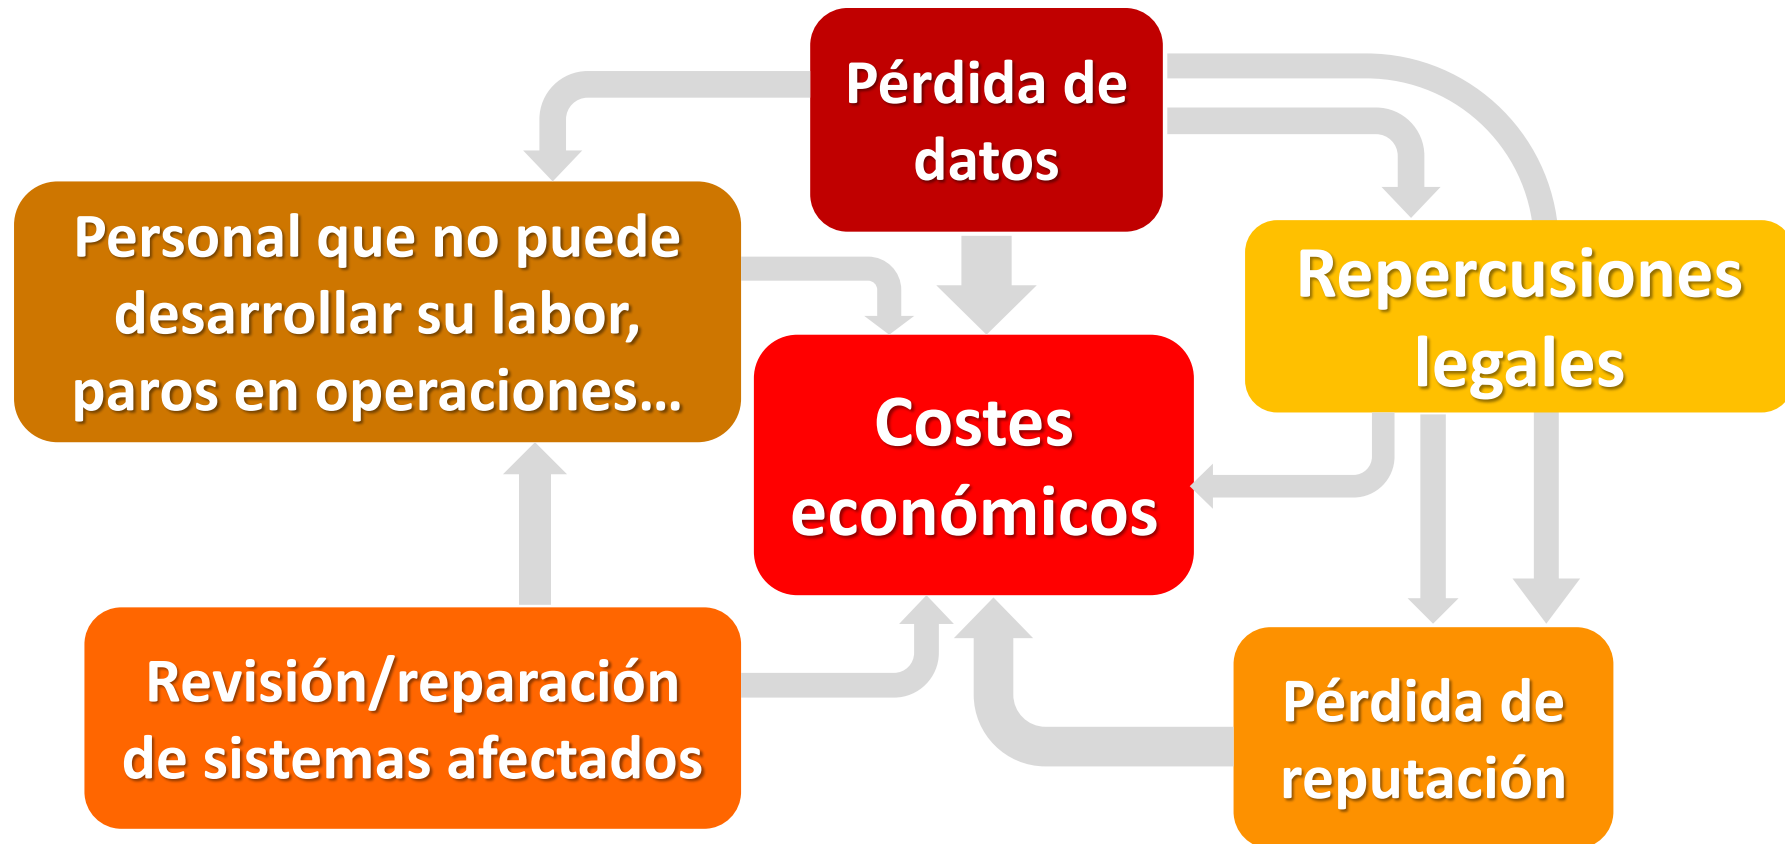 Pérdida de
datos
Personal que no puede
desarrollar su labor,
paros en operaciones...
Repercusiones
legales
Costes
económicos
Revisión/reparación
de sistemas afectados
Pérdida de
reputación